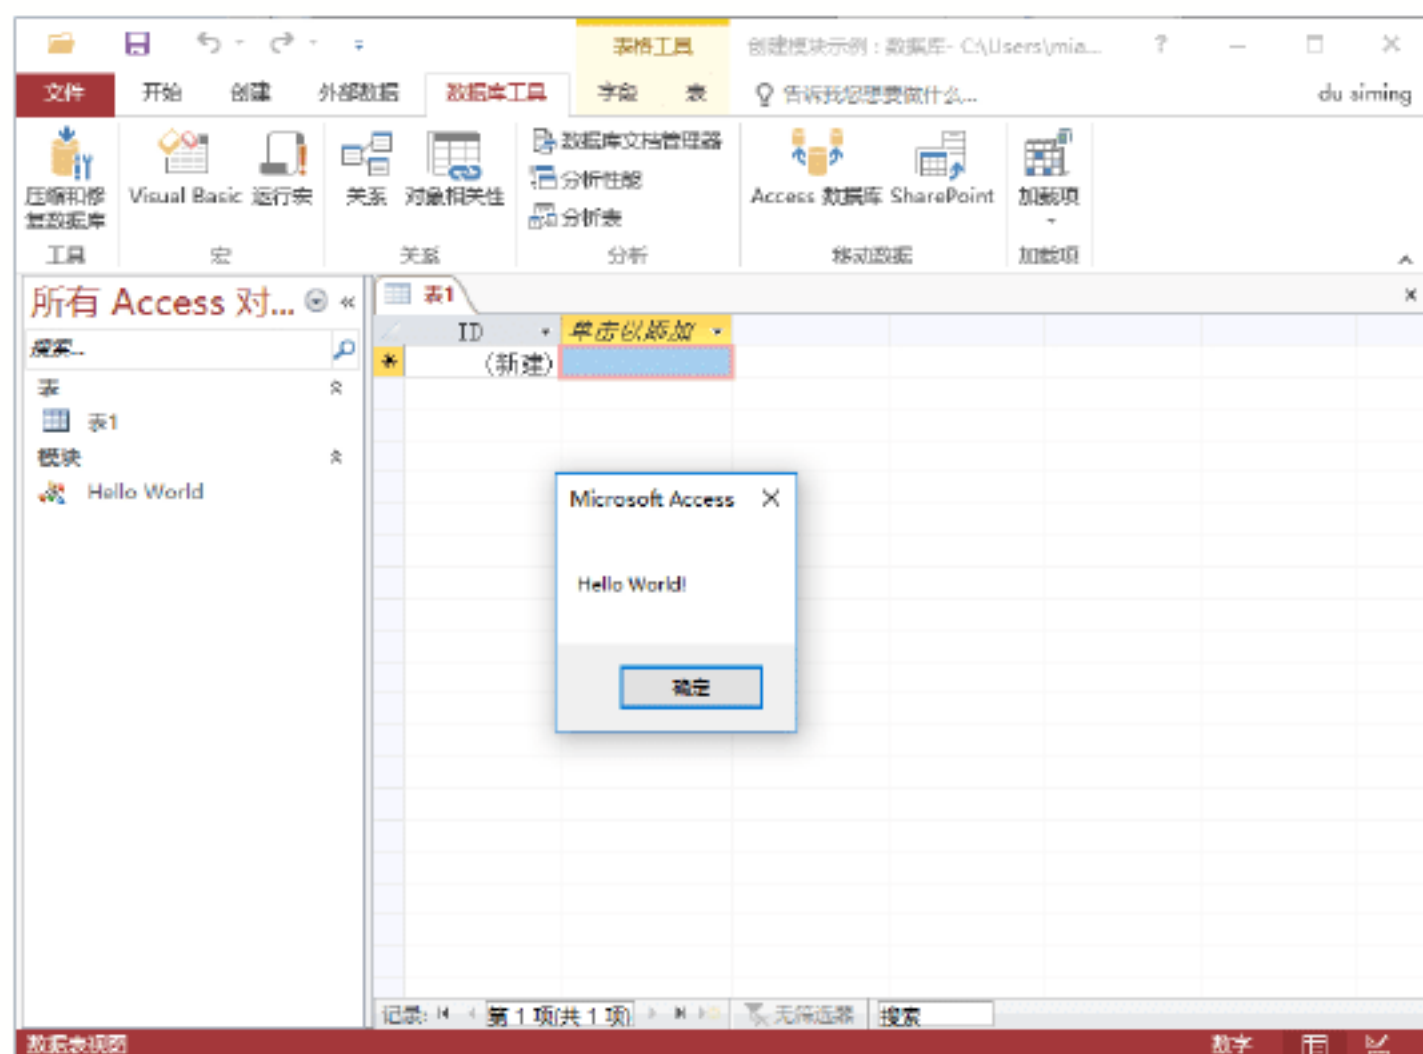 表格工具
创建模块示例 : 数据库- C:\Users\mia... ?
文件 开始 创建 外部数据 数据库工具 字段 表 告诉我您想要做什么... du siming
压缩和修
复数据库
Visual Basic 运行宏 关系 对象相关性
数据库文档管理器
分析性能
分析表
Access 数据库 SharePoint 加载项
工具 宏 关系 分析 移动数据 加载项
所有 Access 对... «
搜索...
表
表1
模块
Hello World
表1
ID 单击以添加
* (新建)
Microsoft Access
Hello World!
确定
记录: 第 1 项(共 1 项) 无筛选器 搜索
数据表视图 数字